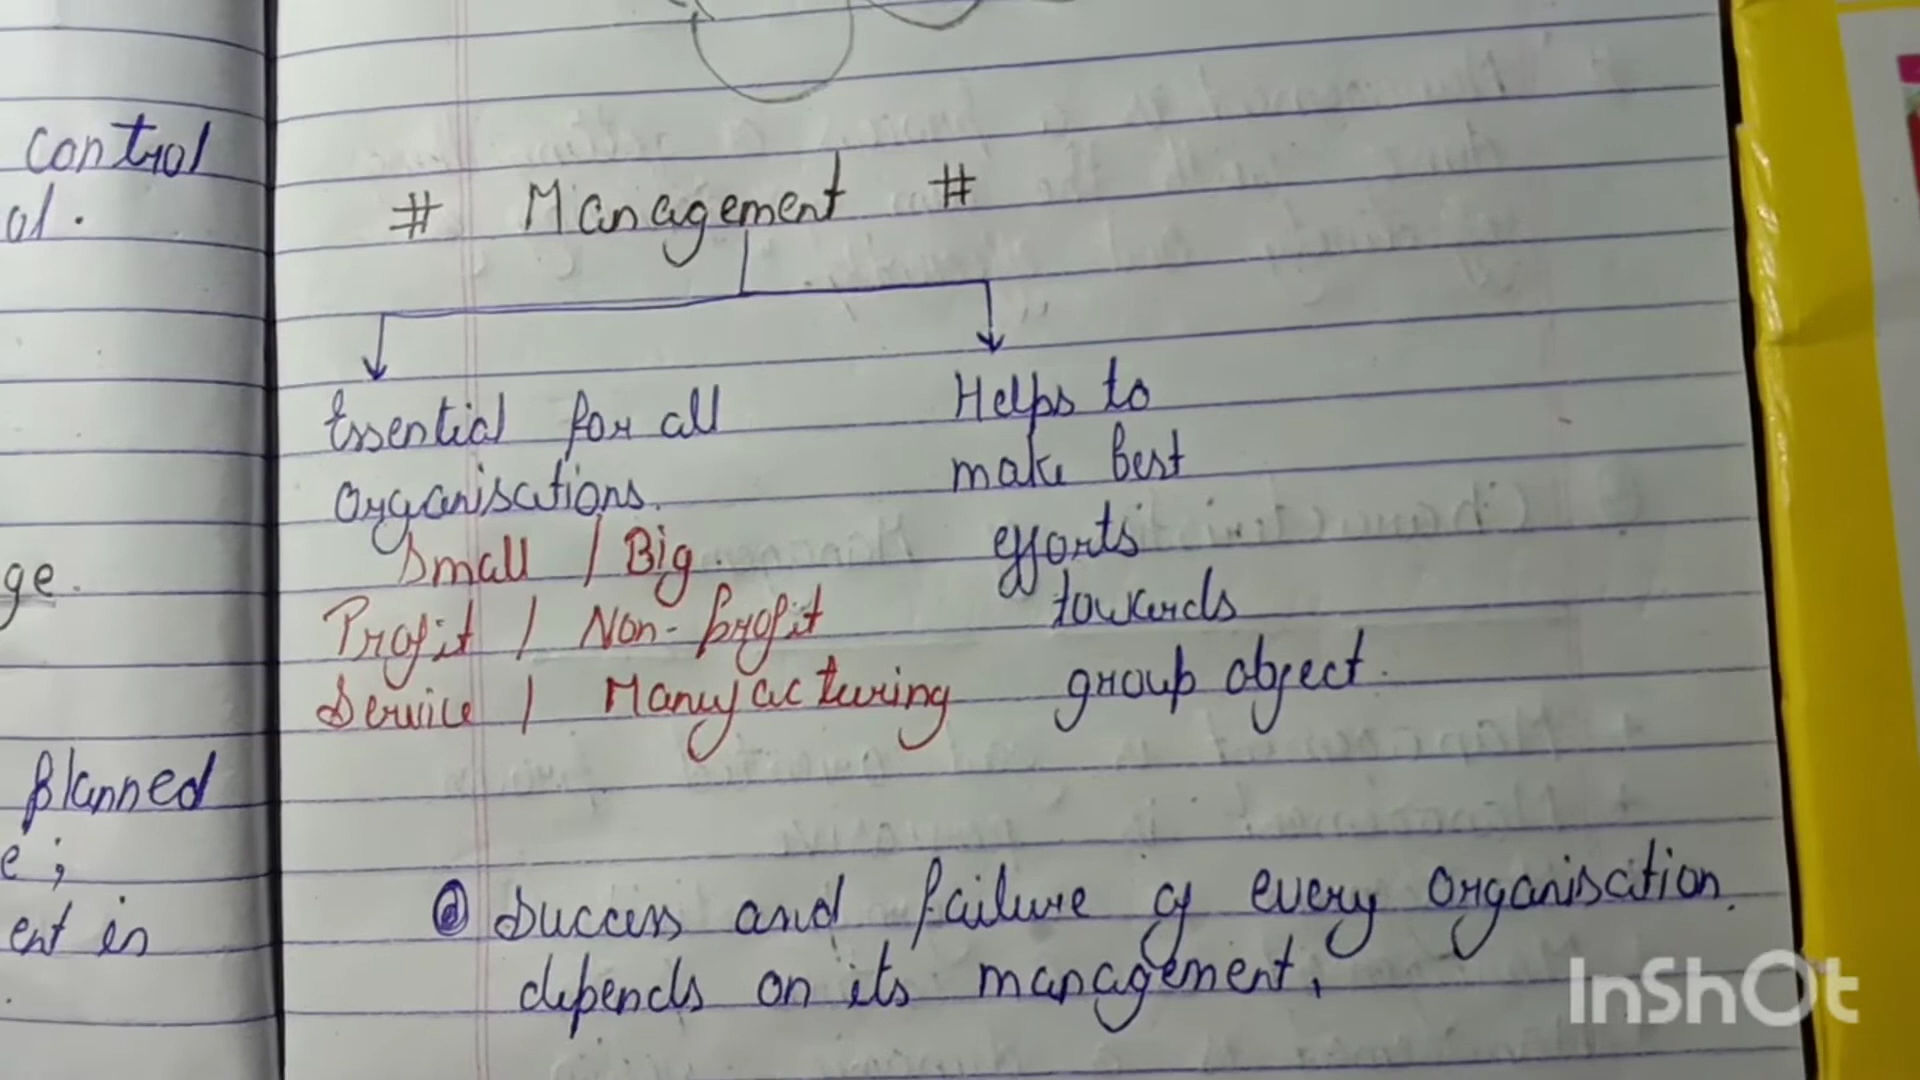 control
al.
ge.
planned
e;
ent is
# Management #
Essential for all
organisations.
Small / Big.
Profit / Non-profit
Service / Manufacturing
Helps to
make best
efforts
towards
group object.
Success and failure of every organisation.
depends on its management.
InShOt